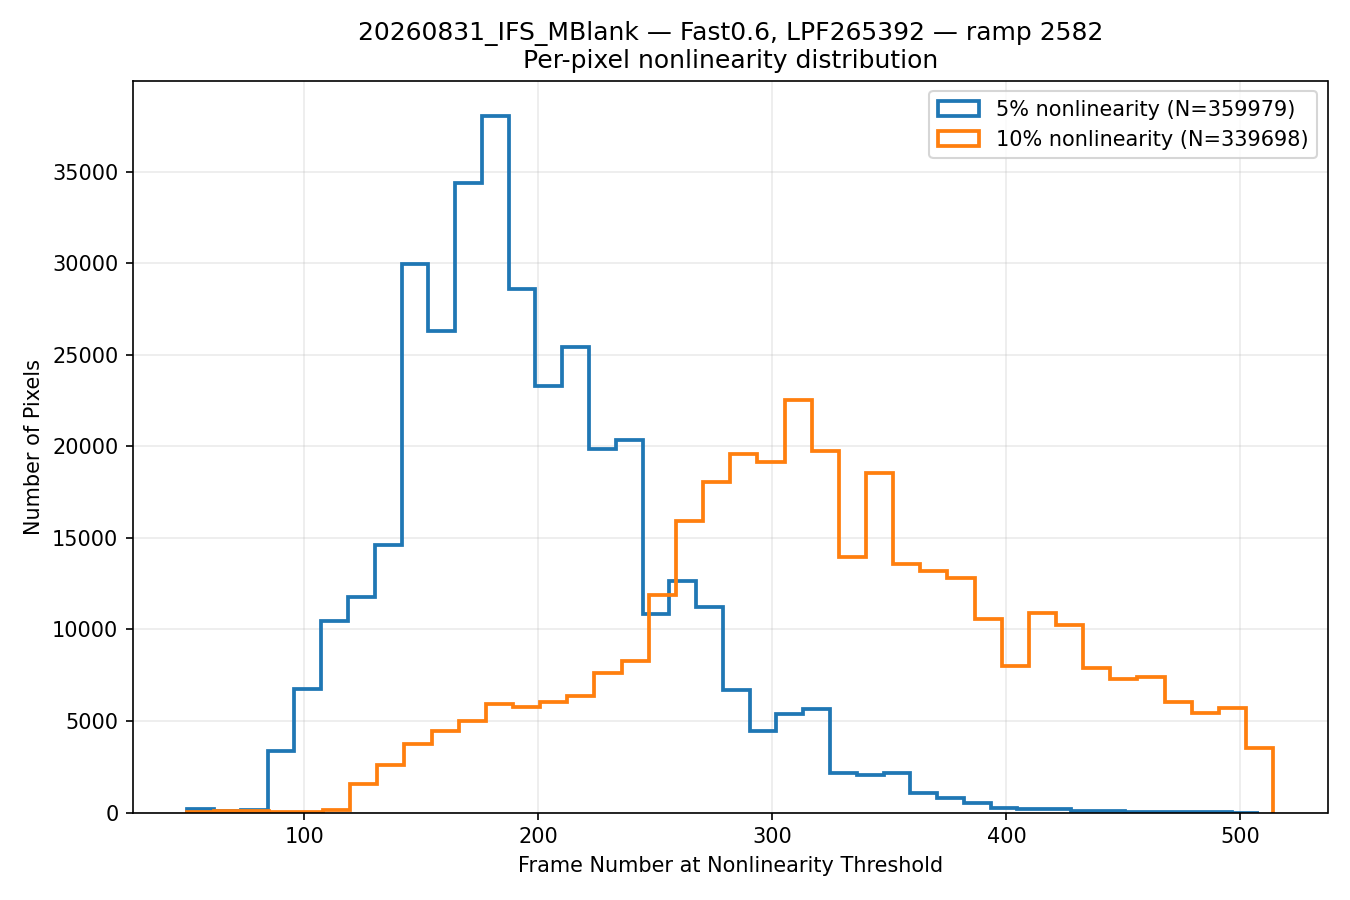 20260831_IFS_MBlank — Fast0.6, LPF265392 — ramp 2582
Per-pixel nonlinearity distribution
5% nonlinearity (N=359979)
10% nonlinearity (N=339698)
Number of Pixels
35000
30000
25000
20000
15000
10000
5000
0
100 200 300 400 500
Frame Number at Nonlinearity Threshold